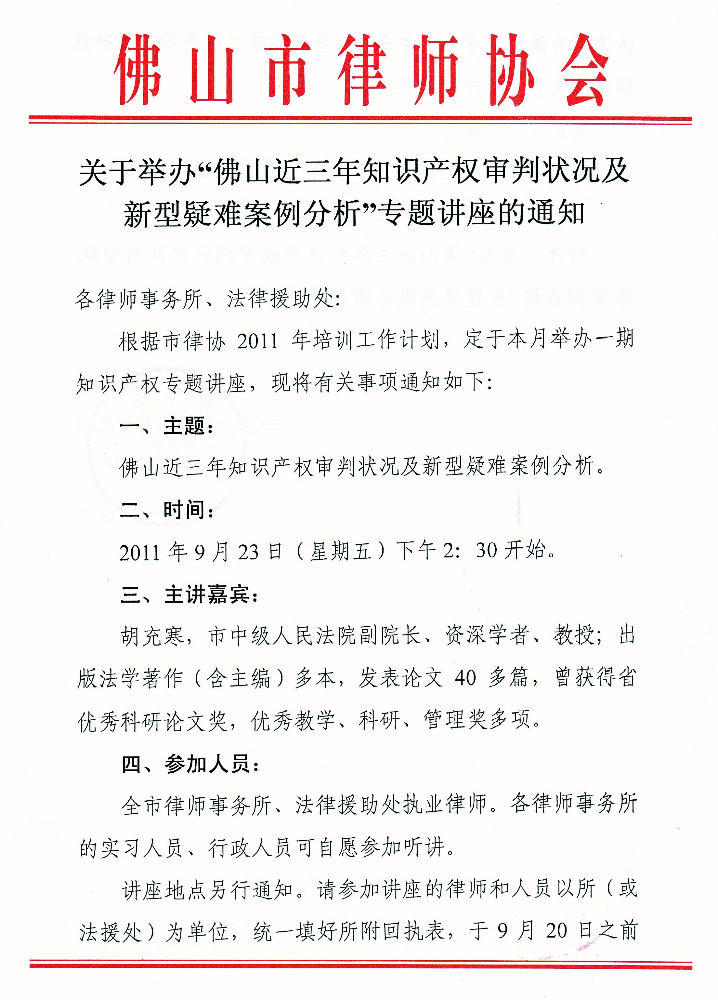 佛山市律师协会
关于举办“佛山近三年知识产权审判状况及
新型疑难案例分析”专题讲座的通知
各律师事务所、法律援助处：
根据市律协 2011 年培训工作计划，定于本月举办一期
知识产权专题讲座，现将有关事项通知如下：
一、主题：
佛山近三年知识产权审判状况及新型疑难案例分析。
二、时间：
2011 年 9 月 23 日（星期五）下午 2：30 开始。
三、主讲嘉宾：
胡充寒，市中级人民法院副院长、资深学者、教授；出
版法学著作（含主编）多本，发表论文 40 多篇，曾获得省
优秀科研论文奖，优秀教学、科研、管理奖多项。
四、参加人员：
全市律师事务所、法律援助处执业律师。各律师事务所
的实习人员、行政人员可自愿参加听讲。
讲座地点另行通知。请参加讲座的律师和人员以所（或
法援处）为单位，统一填好所附回执表，于 9 月 20 日之前